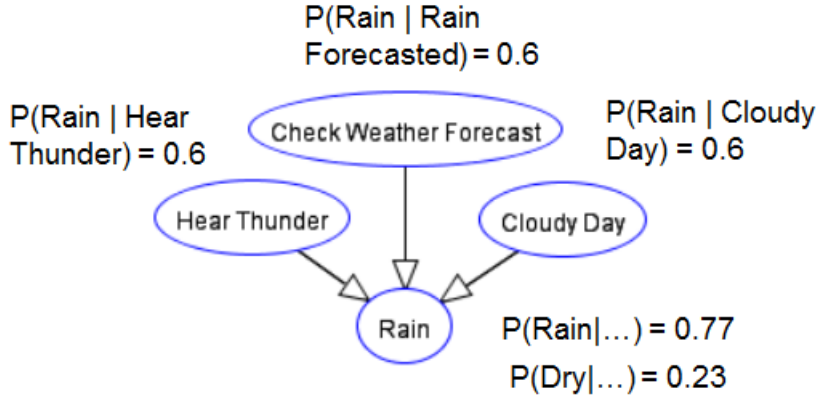 P(Rain | Rain
Forecasted) = 0.6
P(Rain | Hear
Thunder) = 0.6
Check Weather Forecast
P(Rain | Cloudy
Day) = 0.6
Hear Thunder
Cloudy Day
Rain
P(Rain|...) = 0.77
P(Dry|...) = 0.23